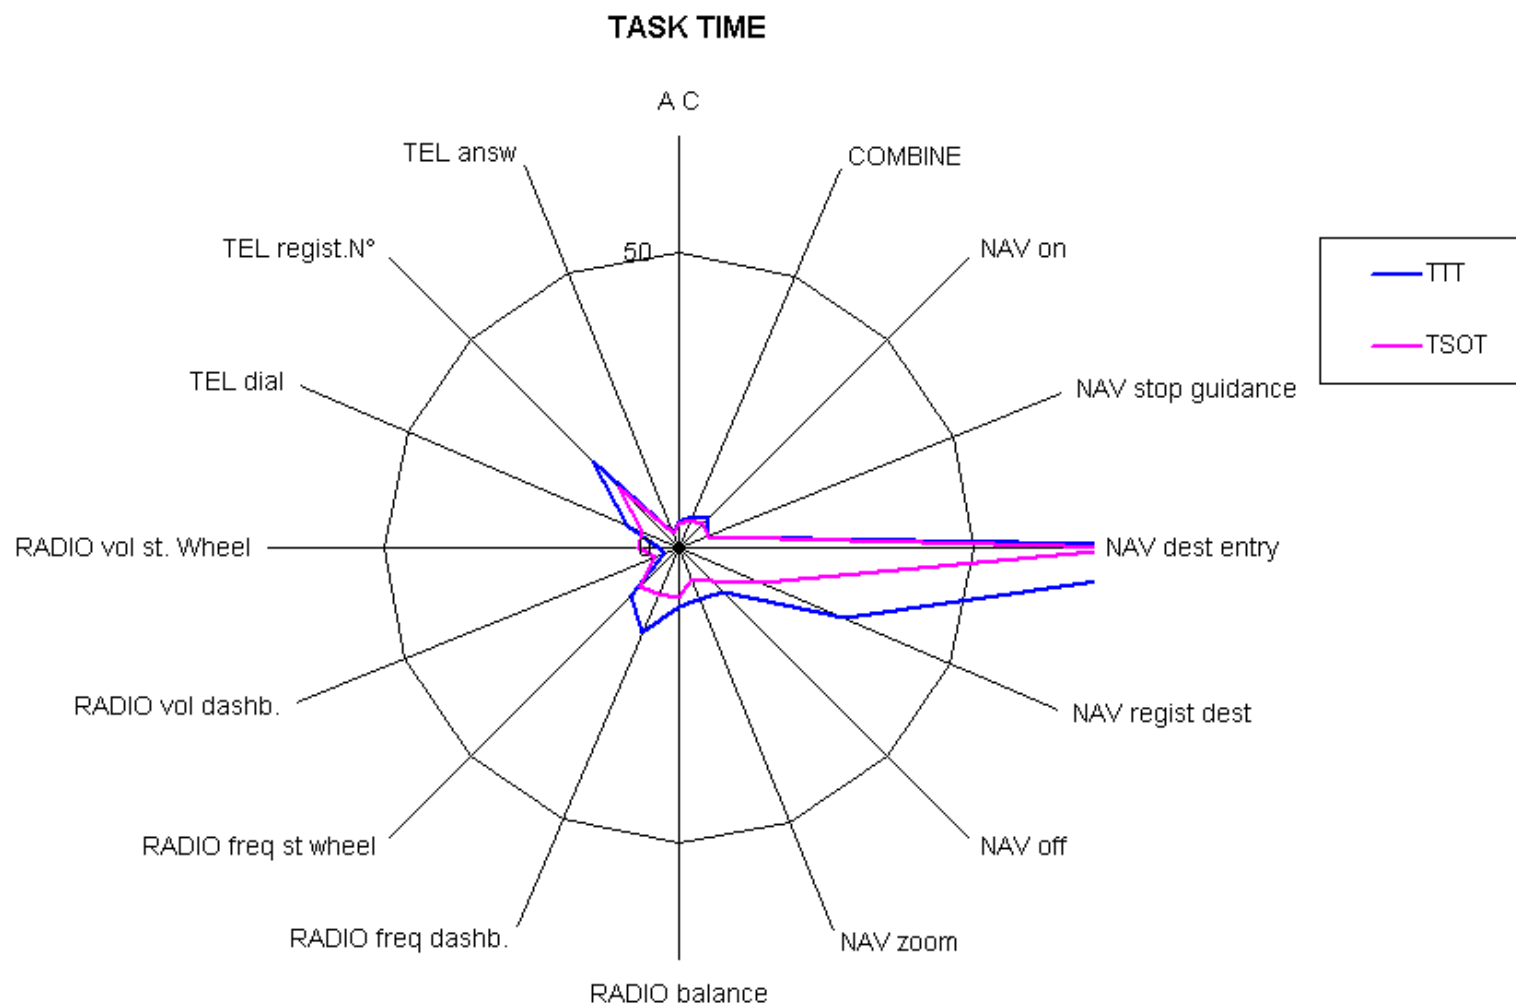 TASK TIME
A C
TEL answ
COMBINE
TEL regist.N°
NAV on
50
TTT
TSOT
TEL dial
NAV stop guidance
RADIO vol st. Wheel
0
NAV dest entry
RADIO vol dashb.
NAV regist dest
RADIO freq st wheel
NAV off
RADIO freq dashb.
NAV zoom
RADIO balance